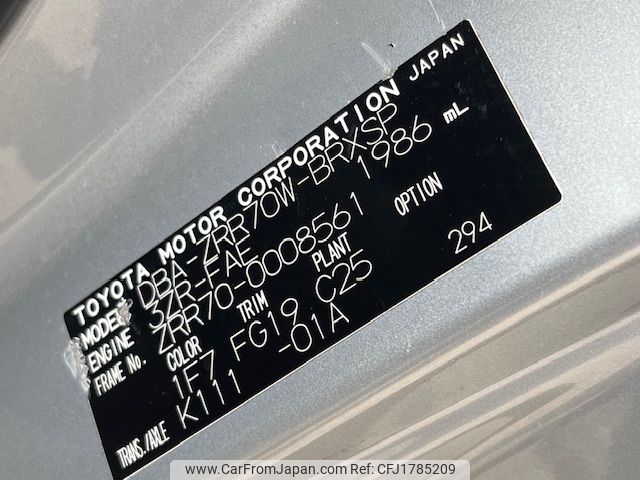 TOYOTA MOTOR CORPORATION JAPAN
MODEL DBA-ZRR70W-BRXSP
ENGINE 3ZR-FAE 1986 mL
FRAME No. ZRR70-0008561
COLOR TRIM PLANT OPTION
1F7 FG19 C25 294
TRANS./AXLE K111 -01A
www.CarFromJapan.com | CFJ1785209